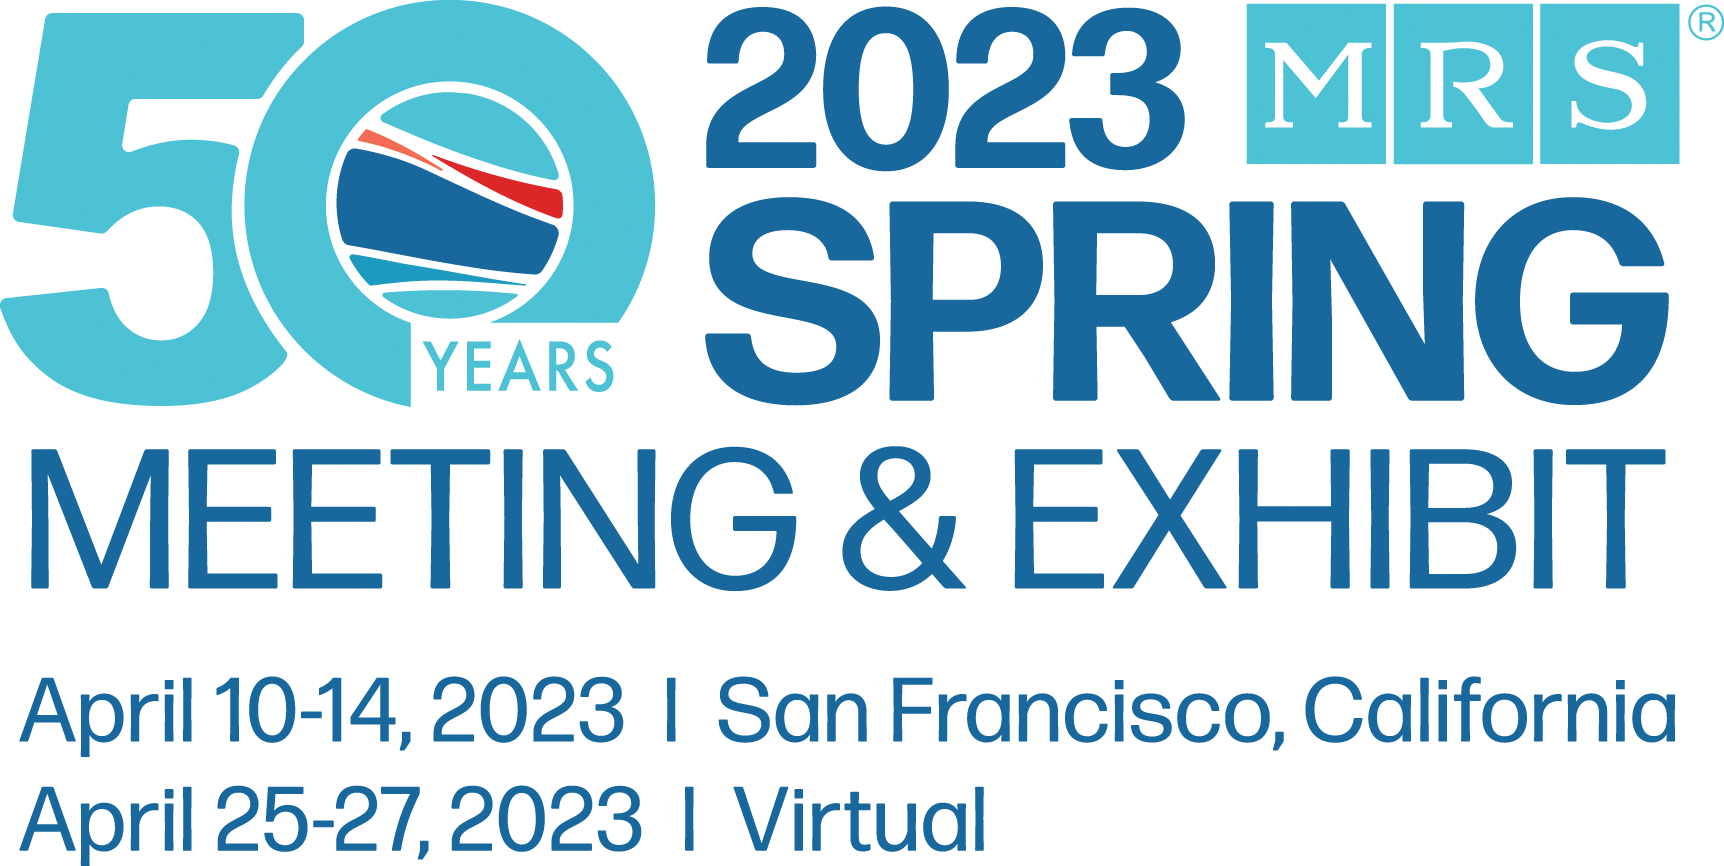 50
YEARS
2023
MRS®
SPRING
MEETING & EXHIBIT
April 10-14, 2023 | San Francisco, California
April 25-27, 2023 | Virtual